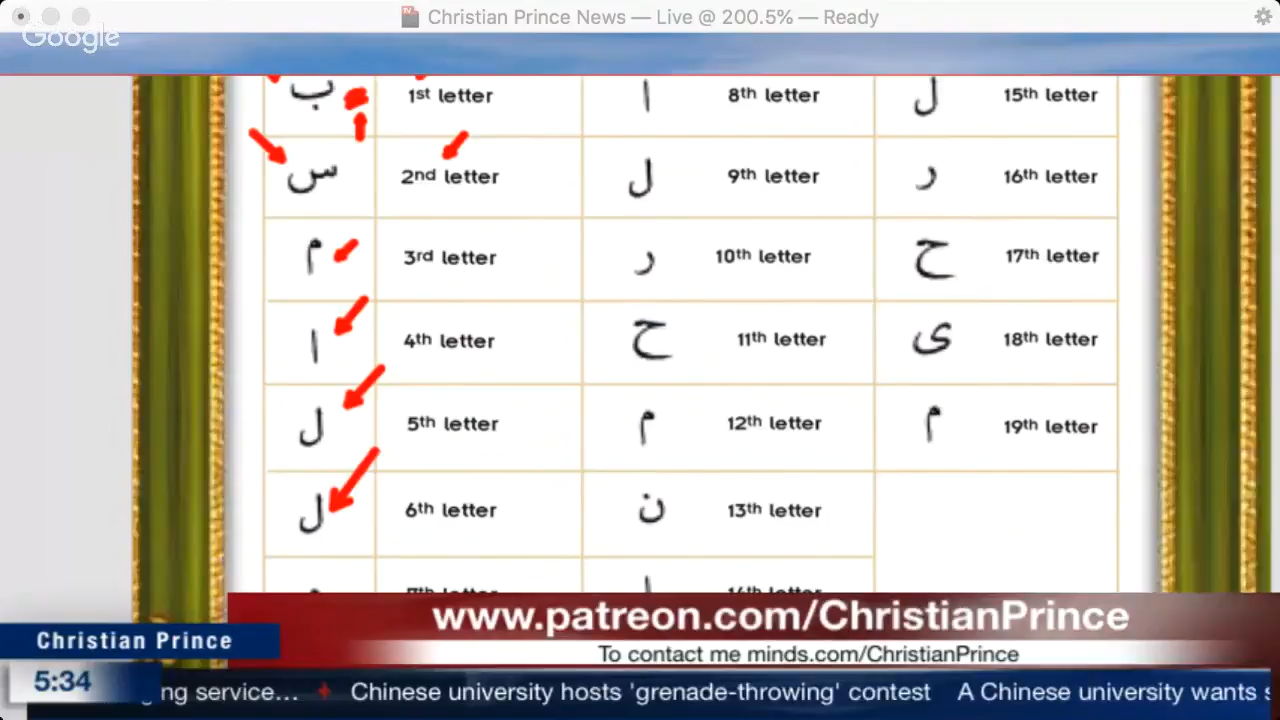 Christian Prince News — Live @ 200.5% — Ready
Google
ب 1st letter ا 8th letter ل 15th letter
س 2nd letter ل 9th letter ر 16th letter
م 3rd letter ر 10th letter ح 17th letter
ا 4th letter ح 11th letter ى 18th letter
ل 5th letter م 12th letter م 19th letter
ل 6th letter ن 13th letter
www.patreon.com/ChristianPrince
Christian Prince
To contact me minds.com/ChristianPrince
5:34
service... Chinese university hosts 'grenade-throwing' contest A Chinese university wants